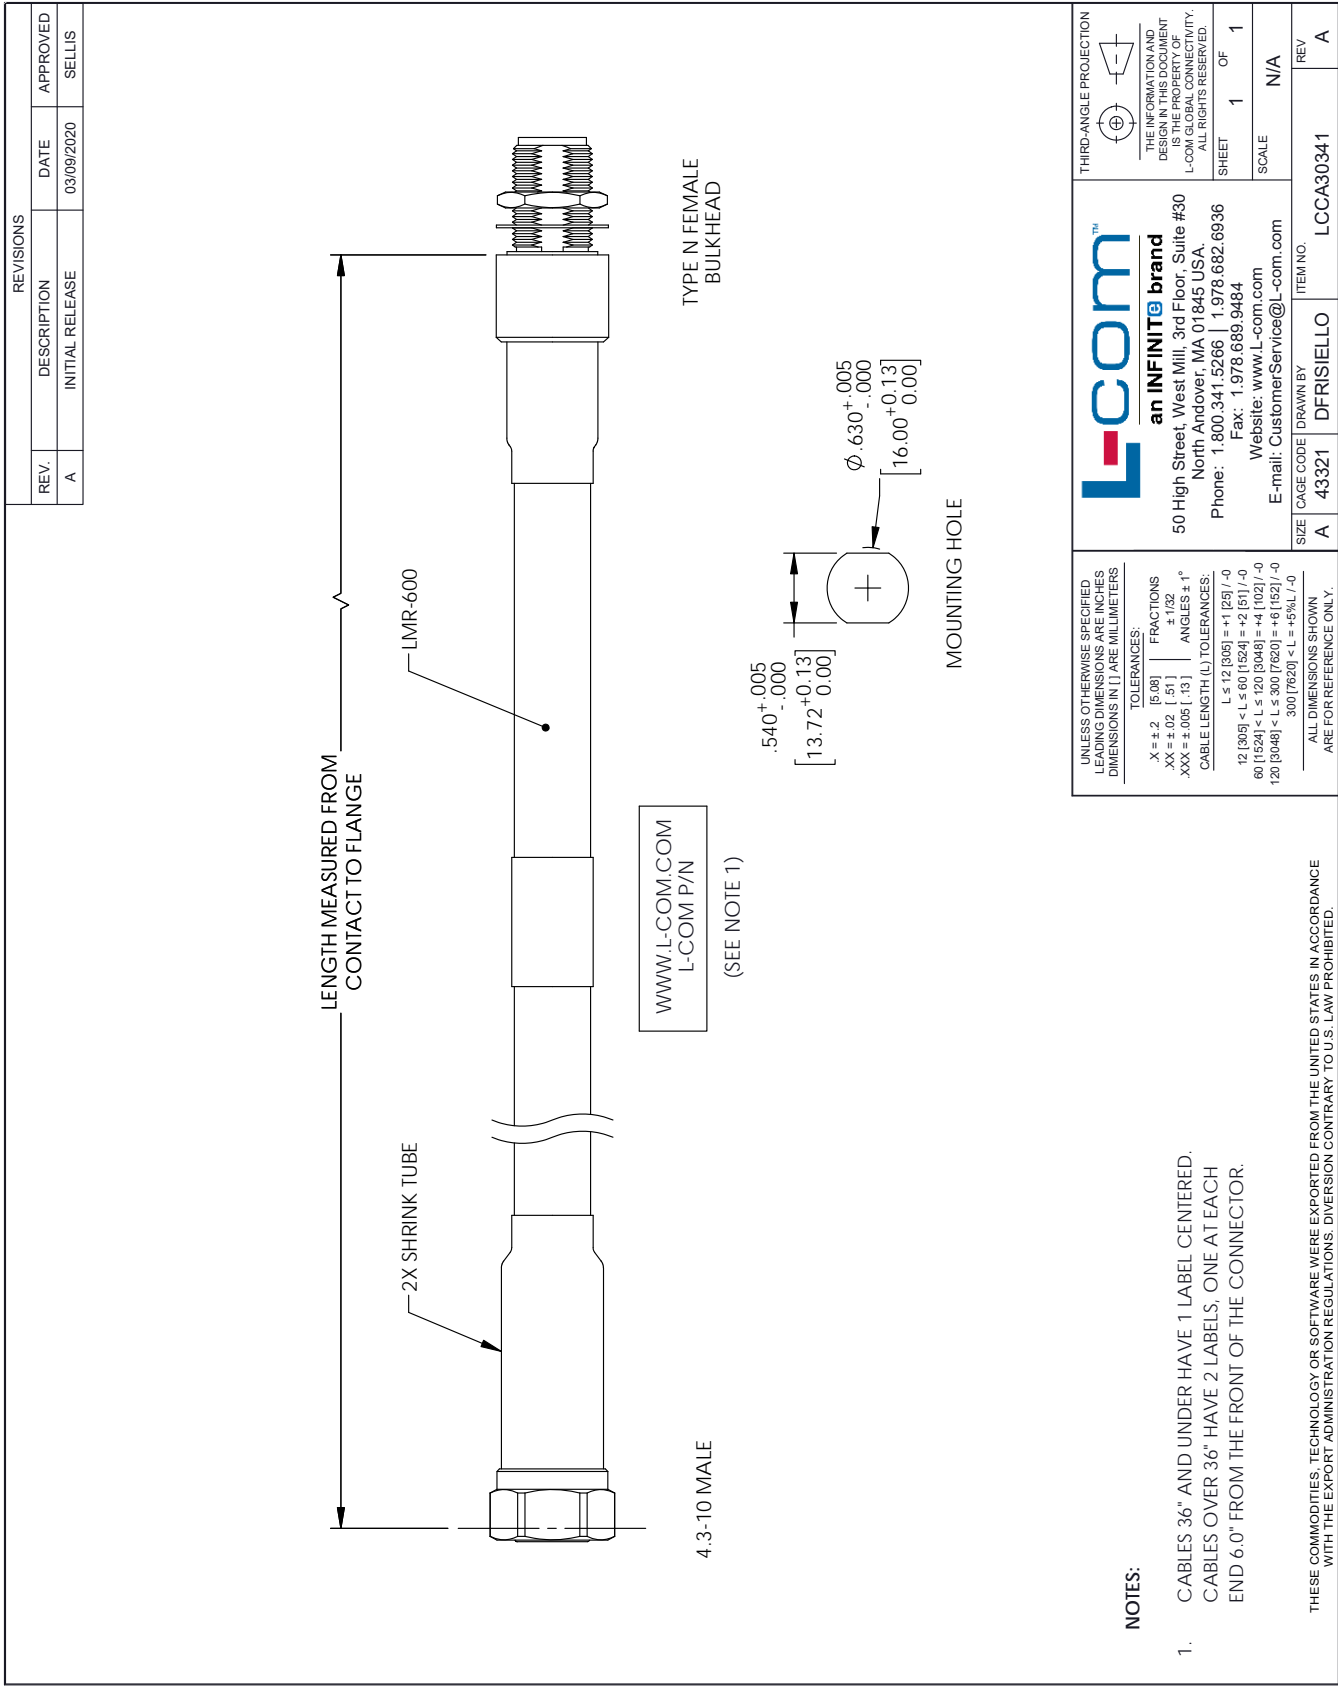 REVISIONS
REV. DESCRIPTION DATE APPROVED
A INITIAL RELEASE 03/09/2020 SELLIS
LENGTH MEASURED FROM
CONTACT TO FLANGE
2X SHRINK TUBE
LMR-600
4.3-10 MALE
TYPE N FEMALE
BULKHEAD
WWW.L-COM.COM
L-COM P/N
(SEE NOTE 1)
.540 +.005
-.000
[13.72 +0.13
0.00]
Ø.630 +.005
-.000
[16.00 +0.13
0.00]
MOUNTING HOLE
NOTES:
1. CABLES 36" AND UNDER HAVE 1 LABEL CENTERED.
CABLES OVER 36" HAVE 2 LABELS, ONE AT EACH
END 6.0" FROM THE FRONT OF THE CONNECTOR.
THESE COMMODITIES, TECHNOLOGY OR SOFTWARE WERE EXPORTED FROM THE UNITED STATES IN ACCORDANCE
WITH THE EXPORT ADMINISTRATION REGULATIONS. DIVERSION CONTRARY TO U.S. LAW PROHIBITED.
UNLESS OTHERWISE SPECIFIED
LEADING DIMENSIONS ARE INCHES
DIMENSIONS IN [ ] ARE MILLIMETERS
TOLERANCES:
.X = ±.2 [5.08] FRACTIONS
.XX = ±.02 [.51] ± 1/32
.XXX = ±.005 [.13] ANGLES ± 1°
CABLE LENGTH (L) TOLERANCES:
L ≤ 12 [305] = +1 [25] / -0
12 [305] < L ≤ 60 [1524] = +2 [51] / -0
60 [1524] < L ≤ 120 [3048] = +4 [102] / -0
120 [3048] < L ≤ 300 [7620] = +6 [152] / -0
300 [7620] < L = +5%L / -0
ALL DIMENSIONS SHOWN
ARE FOR REFERENCE ONLY.
L-com™
an INFINITe brand
50 High Street, West Mill, 3rd Floor, Suite #30
North Andover, MA 01845 USA.
Phone: 1.800.341.5266 | 1.978.682.6936
Fax: 1.978.689.9484
Website: www.L-com.com
E-mail: CustomerService@L-com.com
THIRD-ANGLE PROJECTION
THE INFORMATION AND
DESIGN IN THIS DOCUMENT
IS THE PROPERTY OF
L-COM GLOBAL CONNECTIVITY.
ALL RIGHTS RESERVED.
SHEET 1 OF 1
SCALE N/A
SIZE A
CAGE CODE 43321
DRAWN BY DFRISIELLO
ITEM NO. LCCA30341
REV A